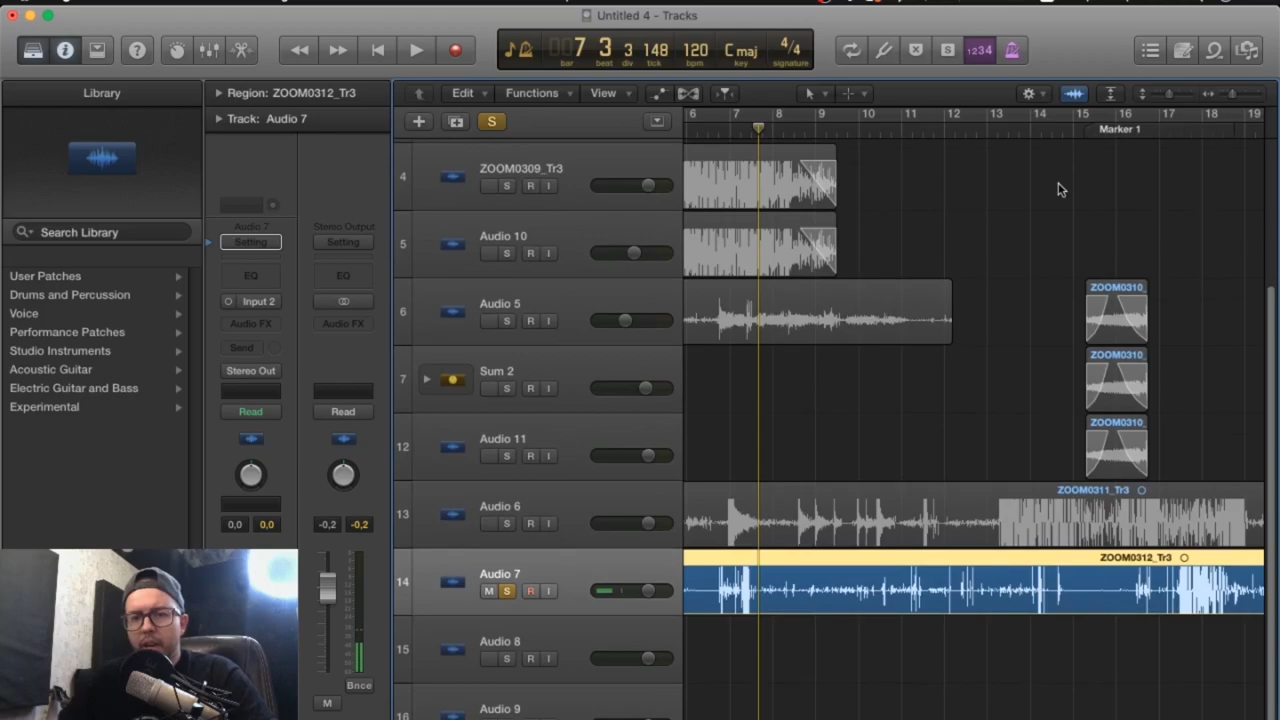 Untitled 4 - Tracks
7 3 3 148 120 C maj 4/4
bar beat div tick bpm key signature
S 1234
Library
Region: ZOOM0312_Tr3
Edit Functions View
Track: Audio 7
S
6 7 8 9 10 11 12 13 14 15 16 17 18 19
Marker 1
4 ZOOM0309_Tr3
S R I
Audio 7 Stereo Output
Search Library
Setting Setting
5 Audio 10
S R I
User Patches
Drums and Percussion
Voice
Performance Patches
Studio Instruments
Acoustic Guitar
Electric Guitar and Bass
Experimental
EQ EQ
Input 2
Audio FX Audio FX
Send
Stereo Out
Read Read
0,0 0,0 -0,2 -0,2
6 Audio 5
S R I
ZOOM0310_
7 Sum 2
S R I
ZOOM0310_
12 Audio 11
S R I
ZOOM0310_
13 Audio 6
S R I
ZOOM0311_Tr3
14 Audio 7
M S R I
ZOOM0312_Tr3
15 Audio 8
S R I
Bnce
M
16 Audio 9